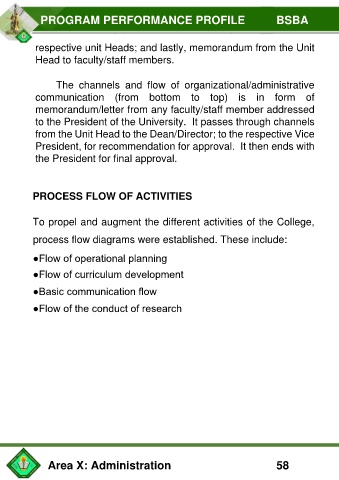 PROGRAM PERFORMANCE PROFILE BSBA
respective unit Heads; and lastly, memorandum from the Unit
Head to faculty/staff members.
The channels and flow of organizational/administrative
communication (from bottom to top) is in form of
memorandum/letter from any faculty/staff member addressed
to the President of the University. It passes through channels
from the Unit Head to the Dean/Director; to the respective Vice
President, for recommendation for approval. It then ends with
the President for final approval.
PROCESS FLOW OF ACTIVITIES
To propel and augment the different activities of the College,
process flow diagrams were established. These include:
●Flow of operational planning
●Flow of curriculum development
●Basic communication flow
●Flow of the conduct of research
Area X: Administration 58